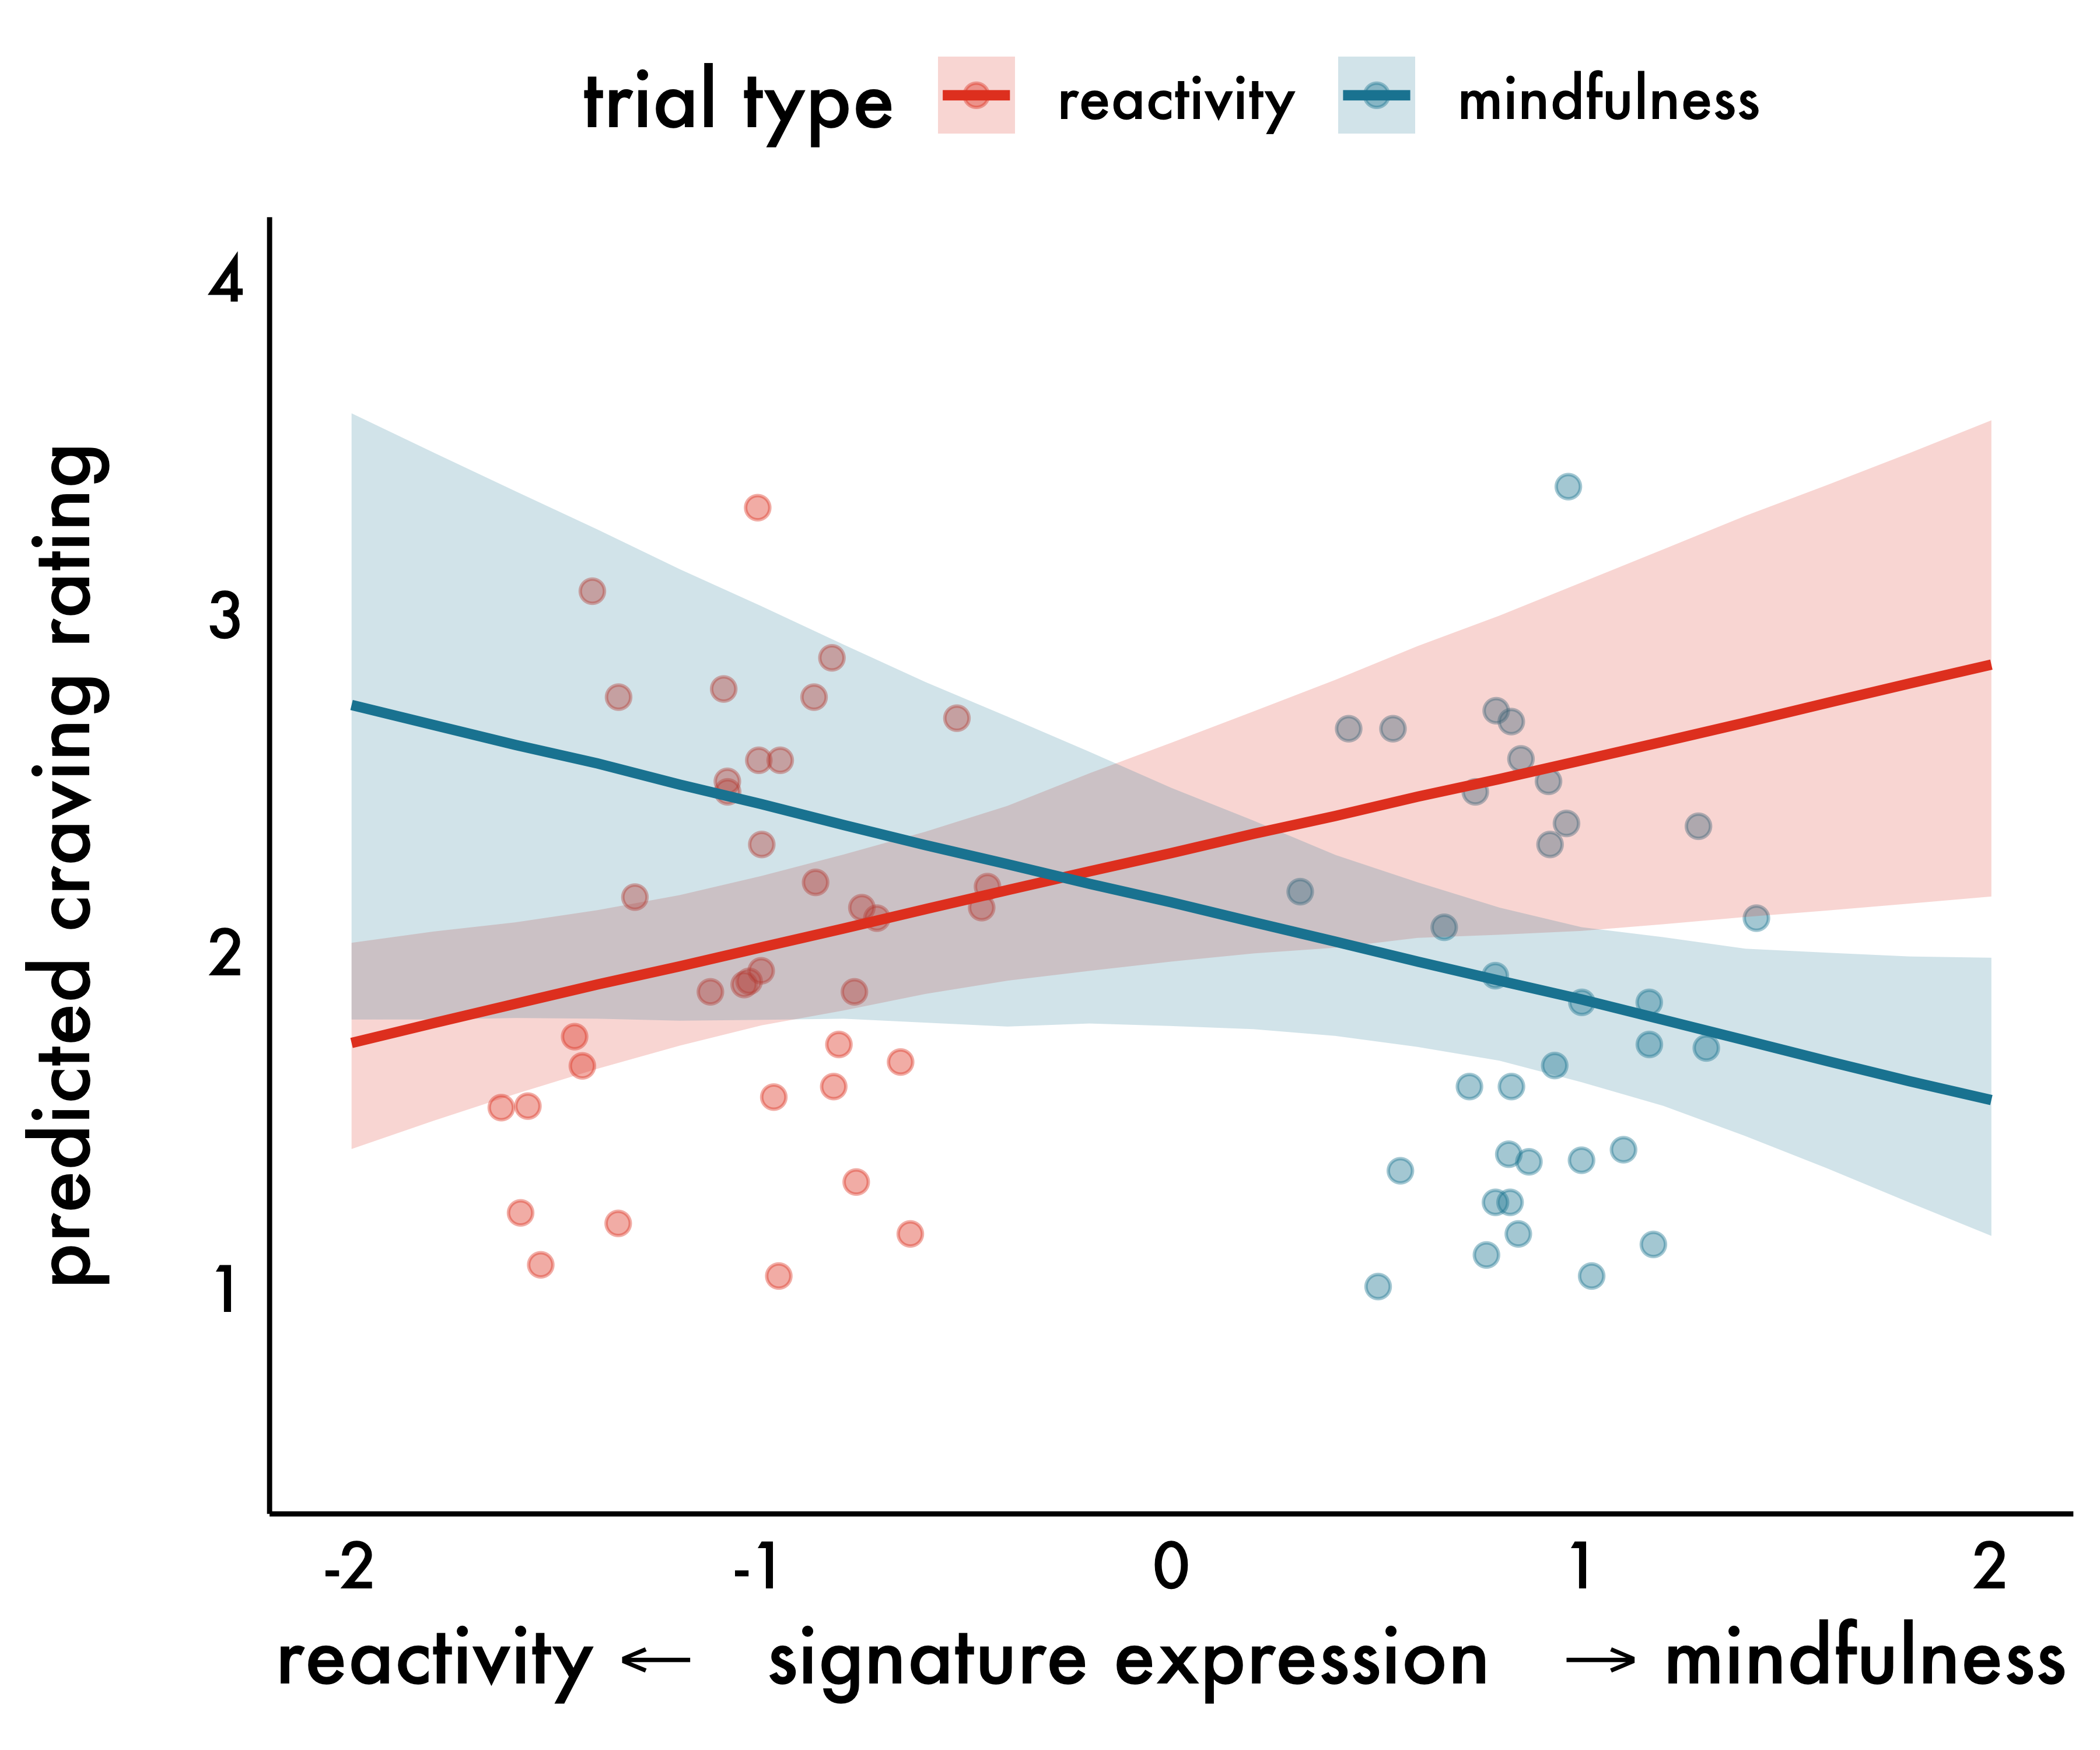 trial type reactivity mindfulness
predicted craving rating
4
3
2
1
-2 -1 0 1 2
reactivity ← signature expression → mindfulness